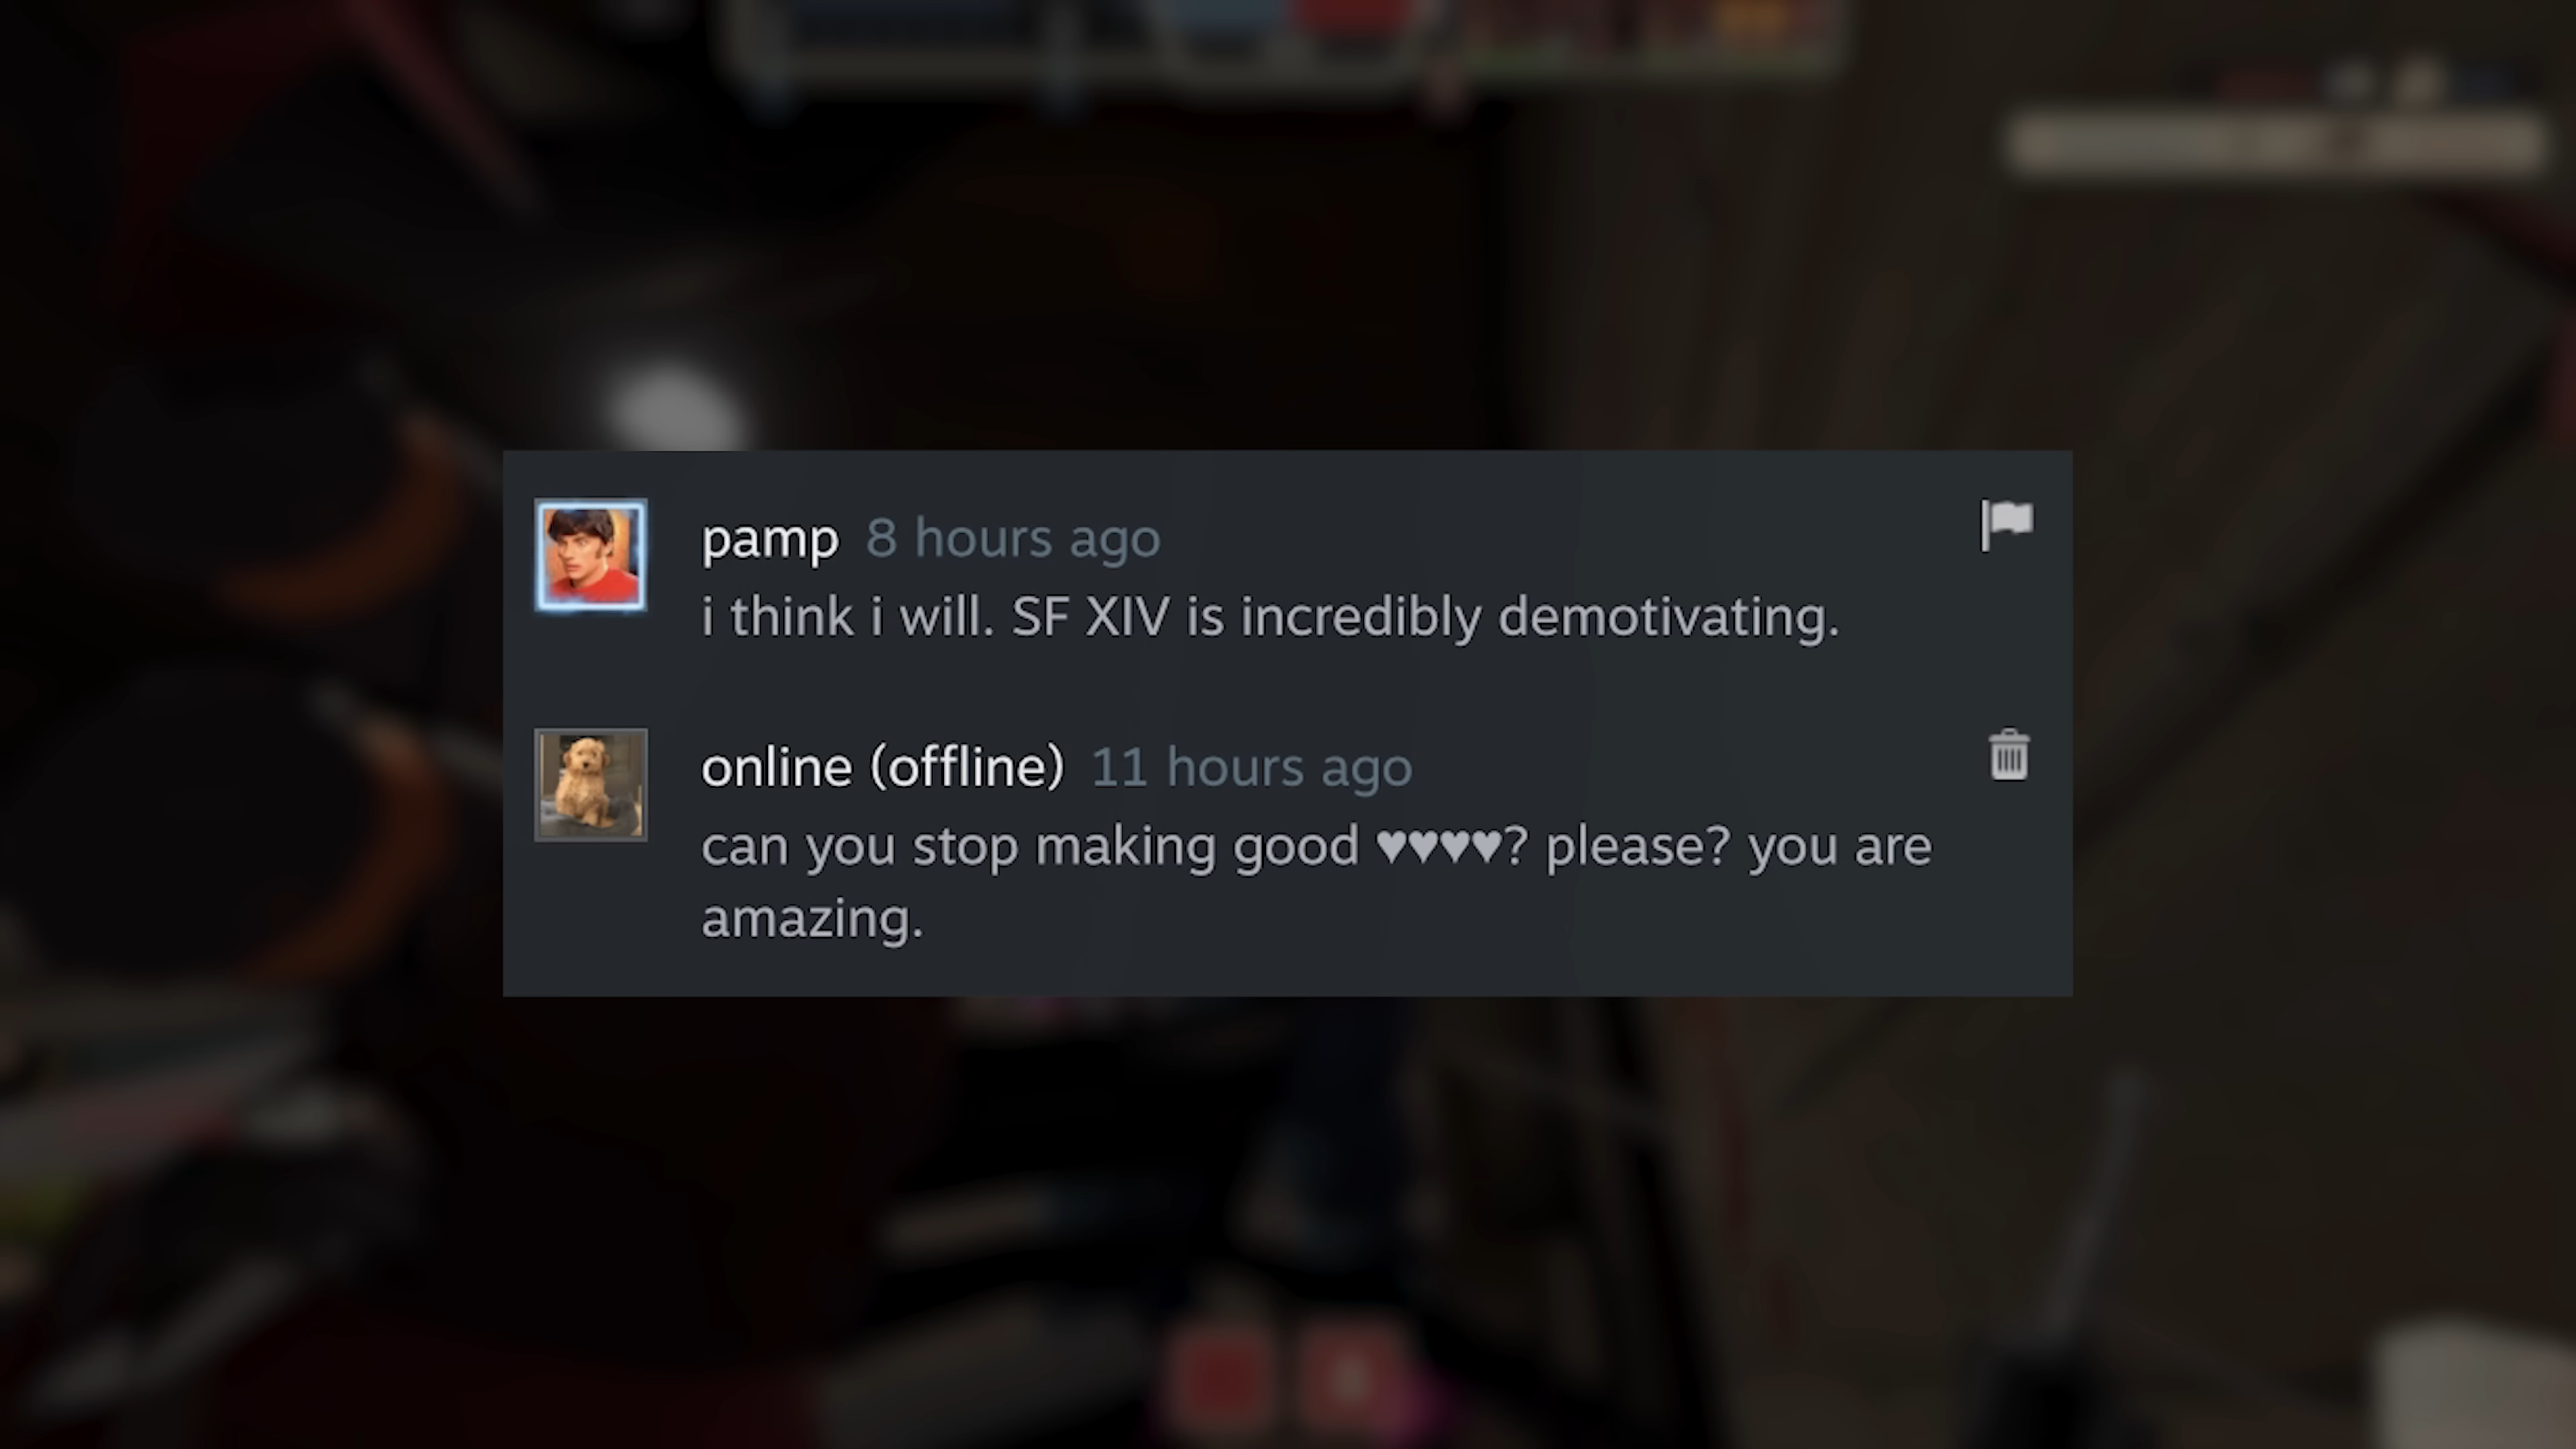 pamp 8 hours ago
i think i will. SF XIV is incredibly demotivating.
online (offline) 11 hours ago
can you stop making good ♥♥♥♥? please? you are
amazing.